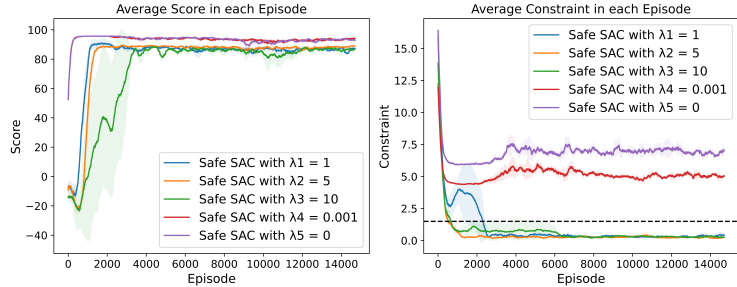 Average Score in each Episode
100
80
60
40
20
0
−20
−40
Score
0 2000 4000 6000 8000 10000 12000 14000
Episode
Safe SAC with λ1 = 1
Safe SAC with λ2 = 5
Safe SAC with λ3 = 10
Safe SAC with λ4 = 0.001
Safe SAC with λ5 = 0
Average Constraint in each Episode
15.0
12.5
10.0
7.5
5.0
2.5
0.0
Constraint
0 2000 4000 6000 8000 10000 12000 14000
Episode
Safe SAC with λ1 = 1
Safe SAC with λ2 = 5
Safe SAC with λ3 = 10
Safe SAC with λ4 = 0.001
Safe SAC with λ5 = 0